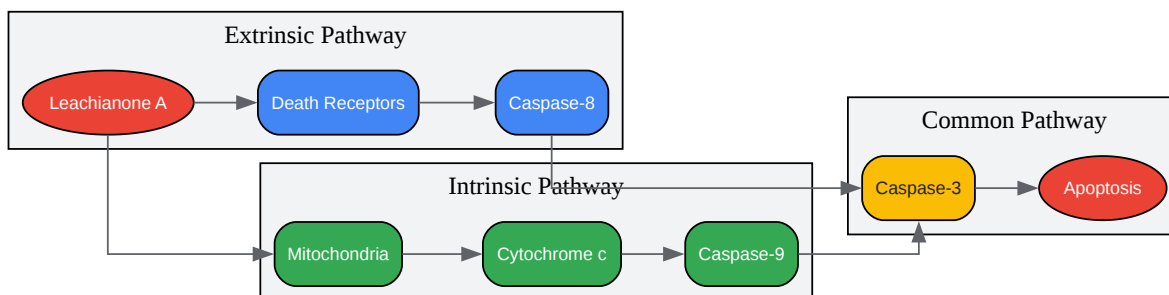 Extrinsic Pathway
Leachianone A
Death Receptors
Caspase-8
Common Pathway
Caspase-3
Apoptosis
Intrinsic Pathway
Mitochondria
Cytochrome c
Caspase-9